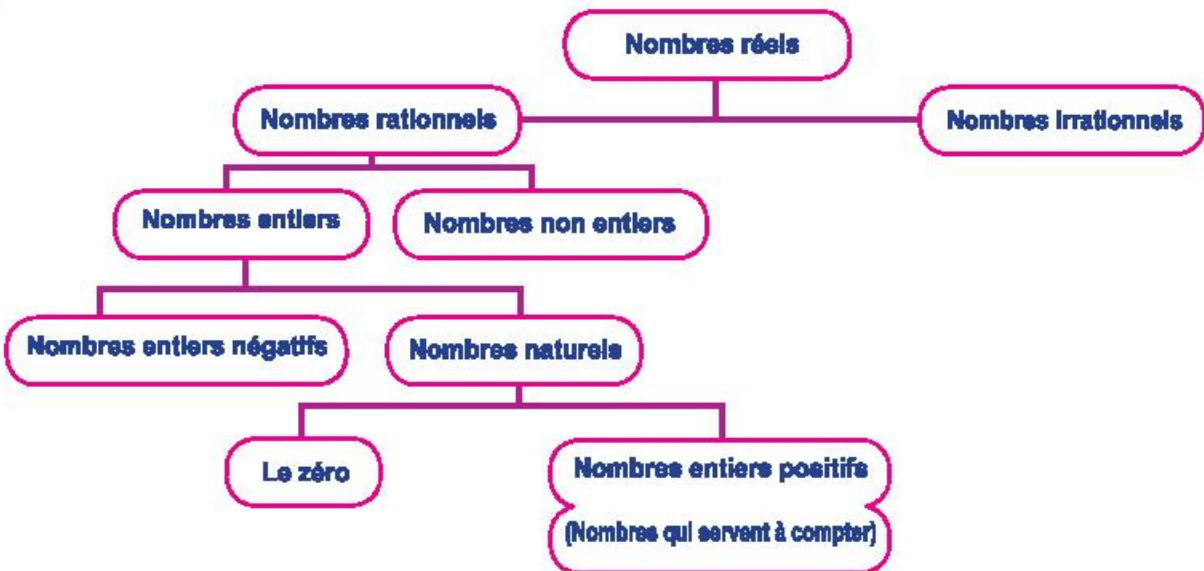 Nombres réels
Nombres rationnels
Nombres irrationnels
Nombres entiers
Nombres non entiers
Nombres entiers négatifs
Nombres naturels
Le zéro
Nombres entiers positifs
(Nombres qui servent à compter)